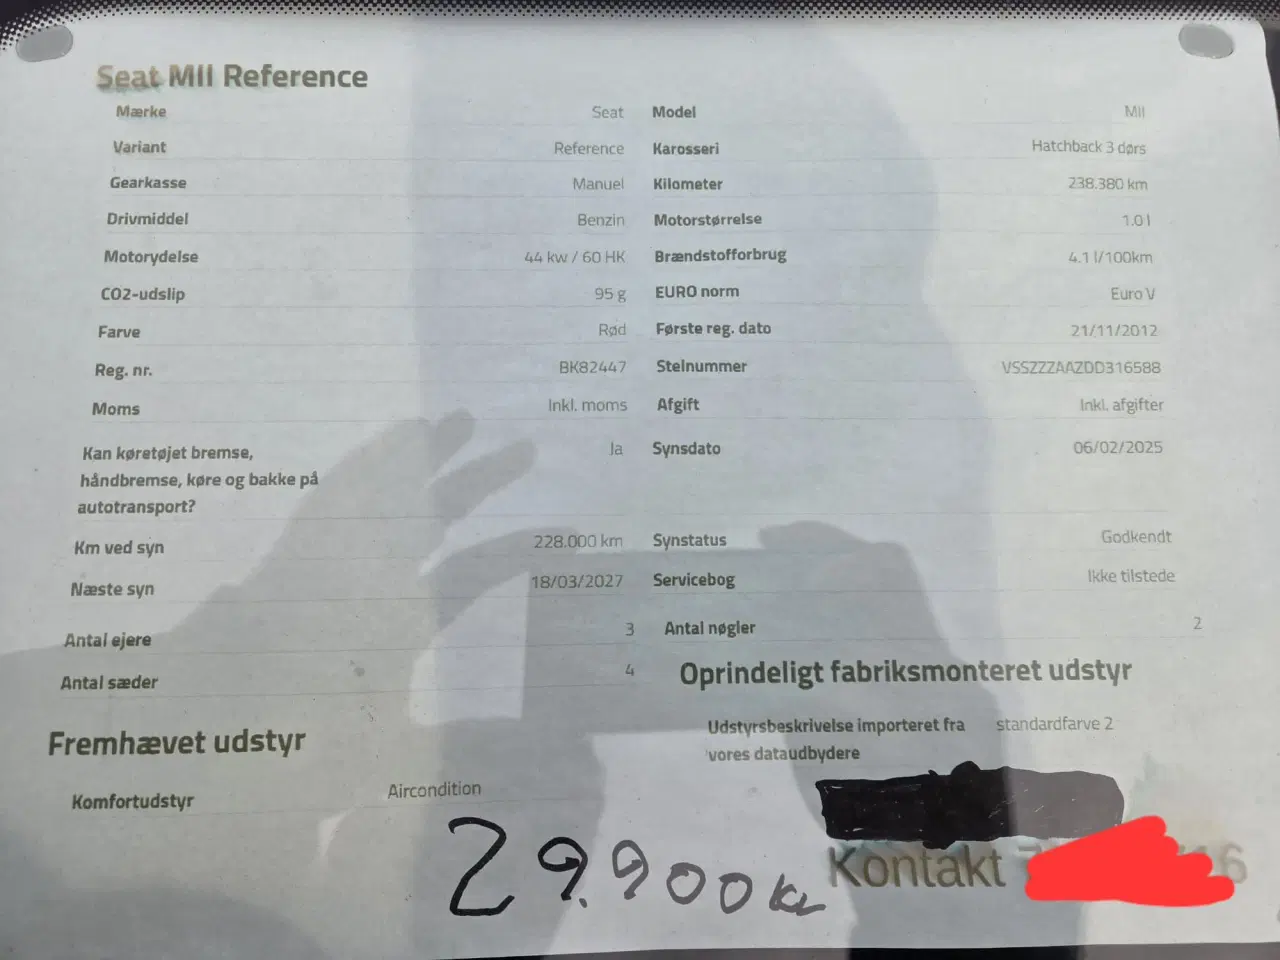 Seat MII Reference
Mærke Seat Model MII
Variant Reference Karosseri Hatchback 3 dørs
Gearkasse Manuel Kilometer 238.380 km
Drivmiddel Benzin Motorstørrelse 1.0 l
Motorydelse 44 kw / 60 HK Brændstofforbrug 4.1 l/100km
CO2-udslip 95 g EURO norm Euro V
Farve Rød Første reg. dato 21/11/2012
Reg. nr. BK82447 Stelnummer VSSZZZAAZDD316588
Moms Inkl. moms Afgift Inkl. afgifter
Kan køretøjet bremse, Ja Synsdato 06/02/2025
håndbremse, køre og bakke på
autotransport?
Km ved syn 228.000 km Synstatus Godkendt
Næste syn 18/03/2027 Servicebog Ikke tilstede
Antal ejere 3 Antal nøgler 2
Antal sæder 4 Oprindeligt fabriksmonteret udstyr
Udstyrsbeskrivelse importeret fra standardfarve 2
vores dataudbydere
Fremhævet udstyr
Komfortudstyr Aircondition
29.900 kr
Kontakt